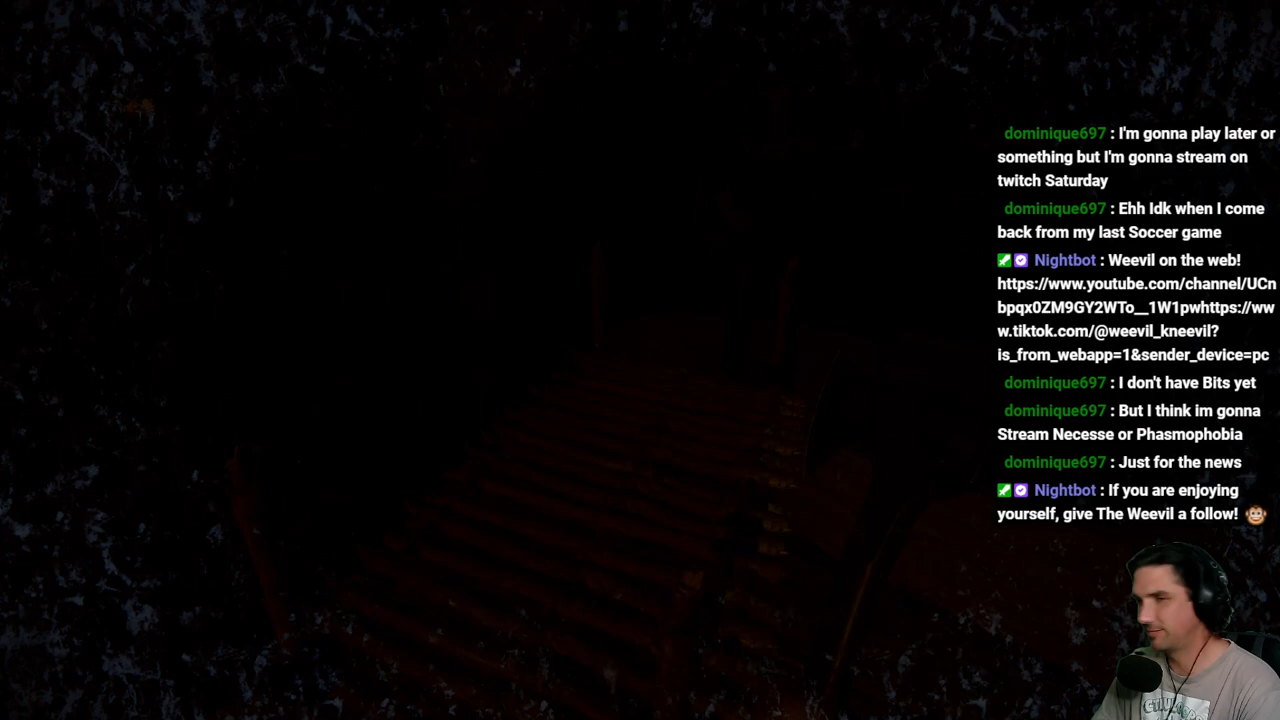 dominique697 : I'm gonna play later or
something but I'm gonna stream on
twitch Saturday
dominique697 : Ehh Idk when I come
back from my last Soccer game
Nightbot : Weevil on the web!
https://www.youtube.com/channel/UCn
bpqx0ZM9GY2WTo__1W1pwhttps://ww
w.tiktok.com/@weevil_kneevil?
is_from_webapp=1&sender_device=pc
dominique697 : I don't have Bits yet
dominique697 : But I think im gonna
Stream Necesse or Phasmophobia
dominique697 : Just for the news
Nightbot : If you are enjoying
yourself, give The Weevil a follow! 🐵